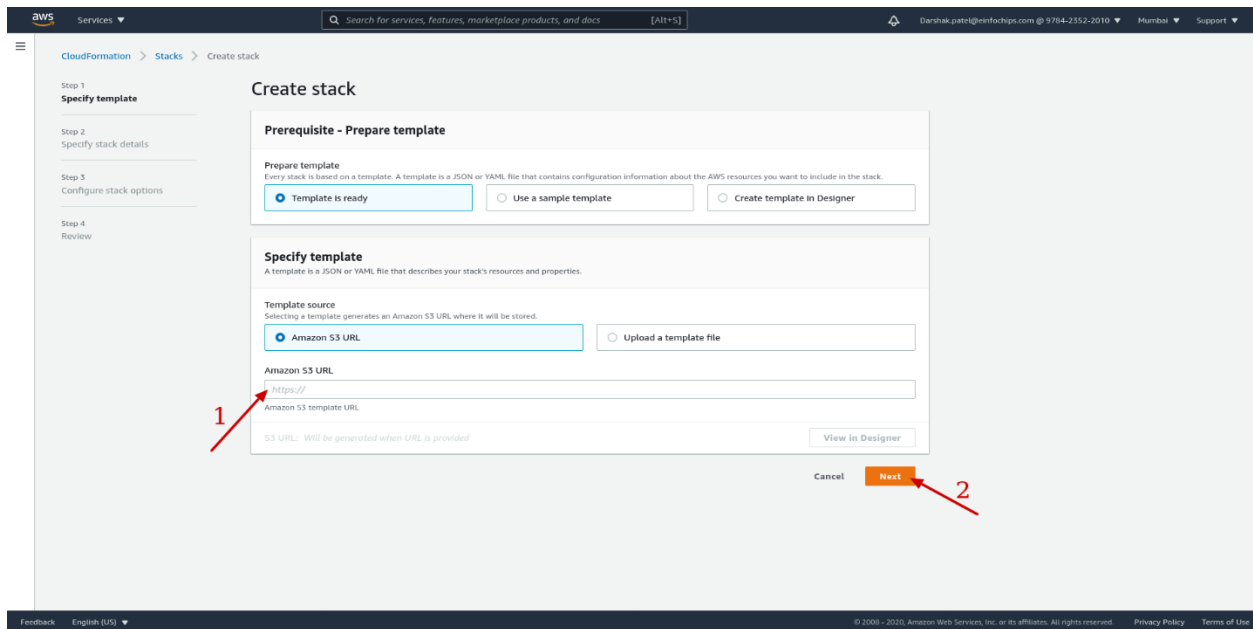 aws Services ▼ Search for services, features, marketplace products, and docs [Alt+S] Darshak.patel@einfochips.com @ 9784-2352-2010 ▼ Mumbai ▼ Support ▼
CloudFormation > Stacks > Create stack
Step 1
Specify template
Step 2
Specify stack details
Step 3
Configure stack options
Step 4
Review
Create stack
Prerequisite - Prepare template
Prepare template
Every stack is based on a template. A template is a JSON or YAML file that contains configuration information about the AWS resources you want to include in the stack.
Template is ready Use a sample template Create template in Designer
Specify template
A template is a JSON or YAML file that describes your stack's resources and properties.
Template source
Selecting a template generates an Amazon S3 URL where it will be stored.
Amazon S3 URL Upload a template file
Amazon S3 URL
https://
Amazon S3 template URL
1
S3 URL: Will be generated when URL is provided View in Designer
Cancel Next
2
Feedback English (US) ▼ © 2008 - 2020, Amazon Web Services, Inc. or its affiliates. All rights reserved. Privacy Policy Terms of Use